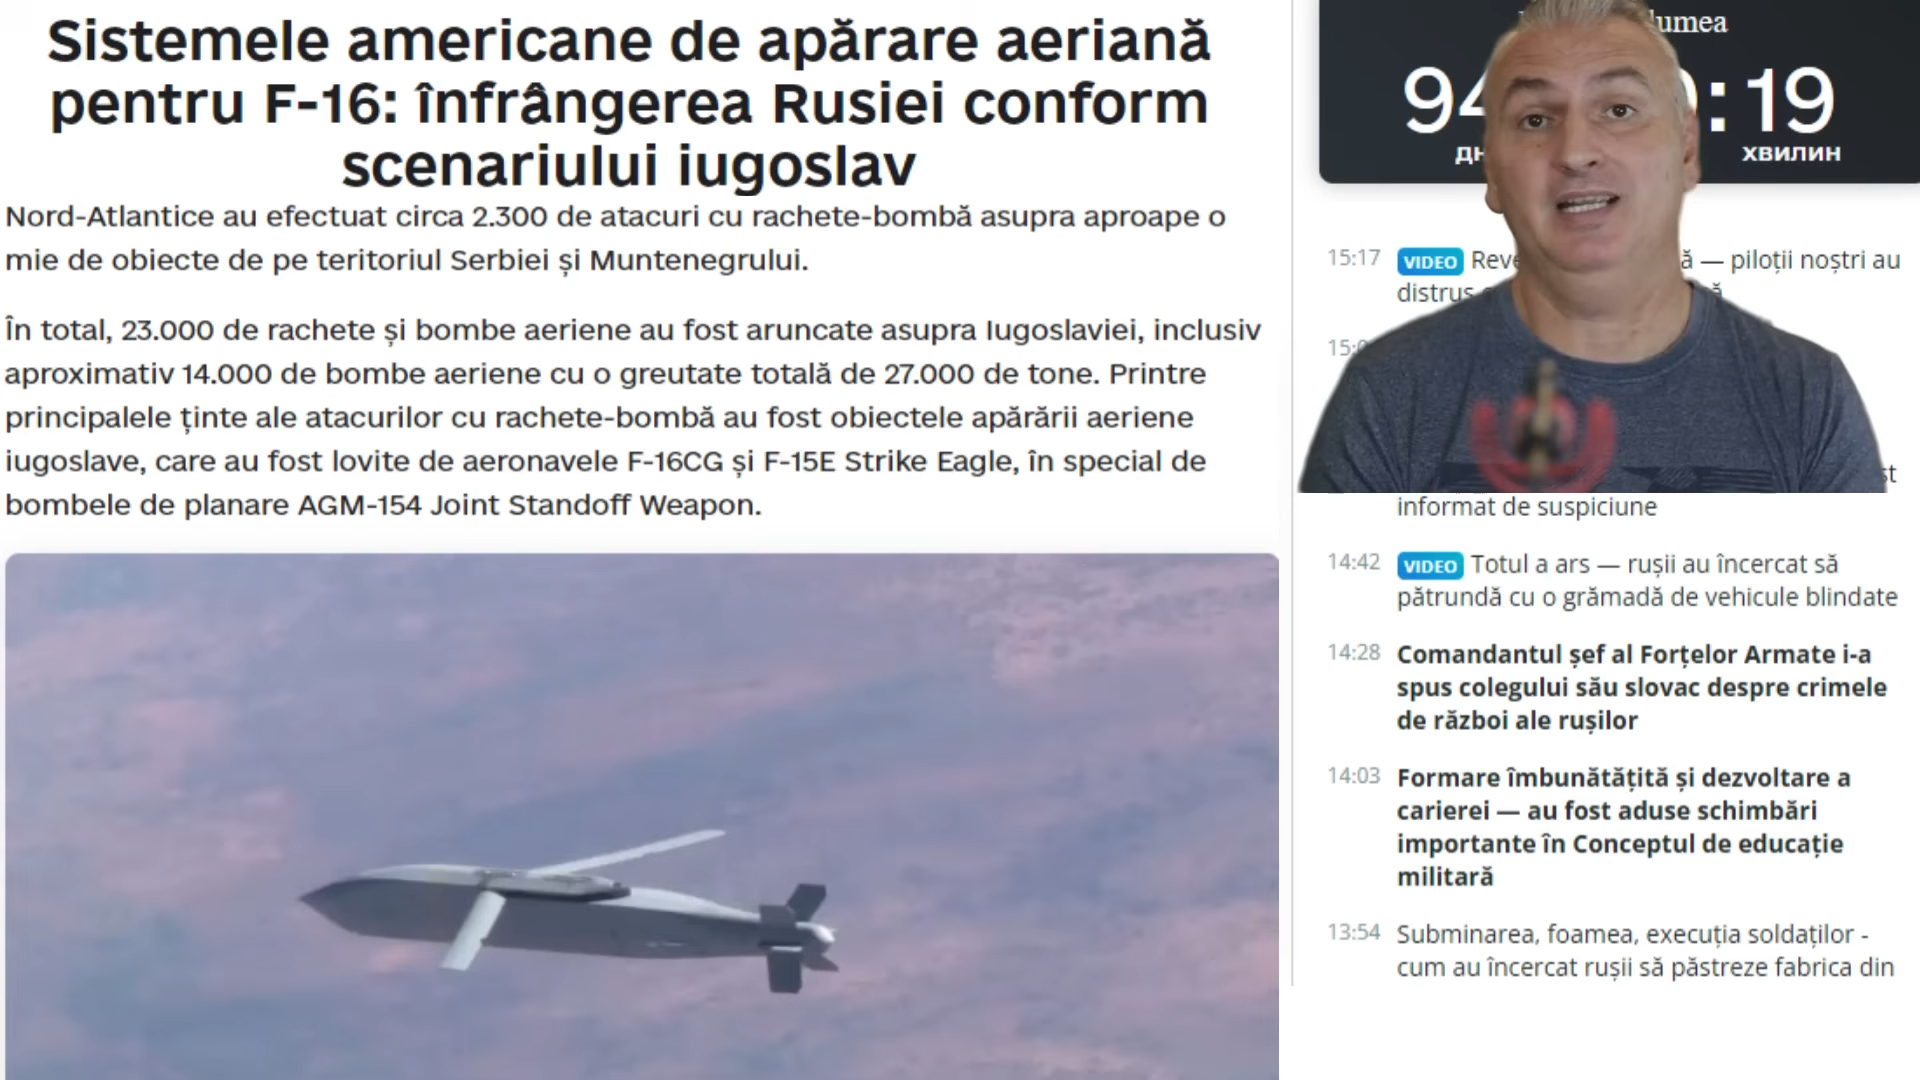 Sistemele americane de apărare aeriană
pentru F-16: înfrângerea Rusiei conform
scenariului iugoslav
Nord-Atlantice au efectuat circa 2.300 de atacuri cu rachete-bombă asupra aproape o
mie de obiecte de pe teritoriul Serbiei și Muntenegrului.
În total, 23.000 de rachete și bombe aeriene au fost aruncate asupra Iugoslaviei, inclusiv
aproximativ 14.000 de bombe aeriene cu o greutate totală de 27.000 de tone. Printre
principalele ținte ale atacurilor cu rachete-bombă au fost obiectele apărării aeriene
iugoslave, care au fost lovite de aeronavele F-16CG și F-15E Strike Eagle, în special de
bombele de planare AGM-154 Joint Standoff Weapon.
:19
хвилин
15:17 VIDEO — piloții noștri au
distrus
informat de suspiciune
14:42 VIDEO Totul a ars — rușii au încercat să
pătrundă cu o grămadă de vehicule blindate
14:28 Comandantul șef al Forțelor Armate i-a
spus colegului său slovac despre crimele
de război ale rușilor
14:03 Formare îmbunătățită și dezvoltare a
carierei — au fost aduse schimbări
importante în Conceptul de educație
militară
13:54 Subminarea, foamea, execuția soldaților -
cum au încercat rușii să păstreze fabrica din